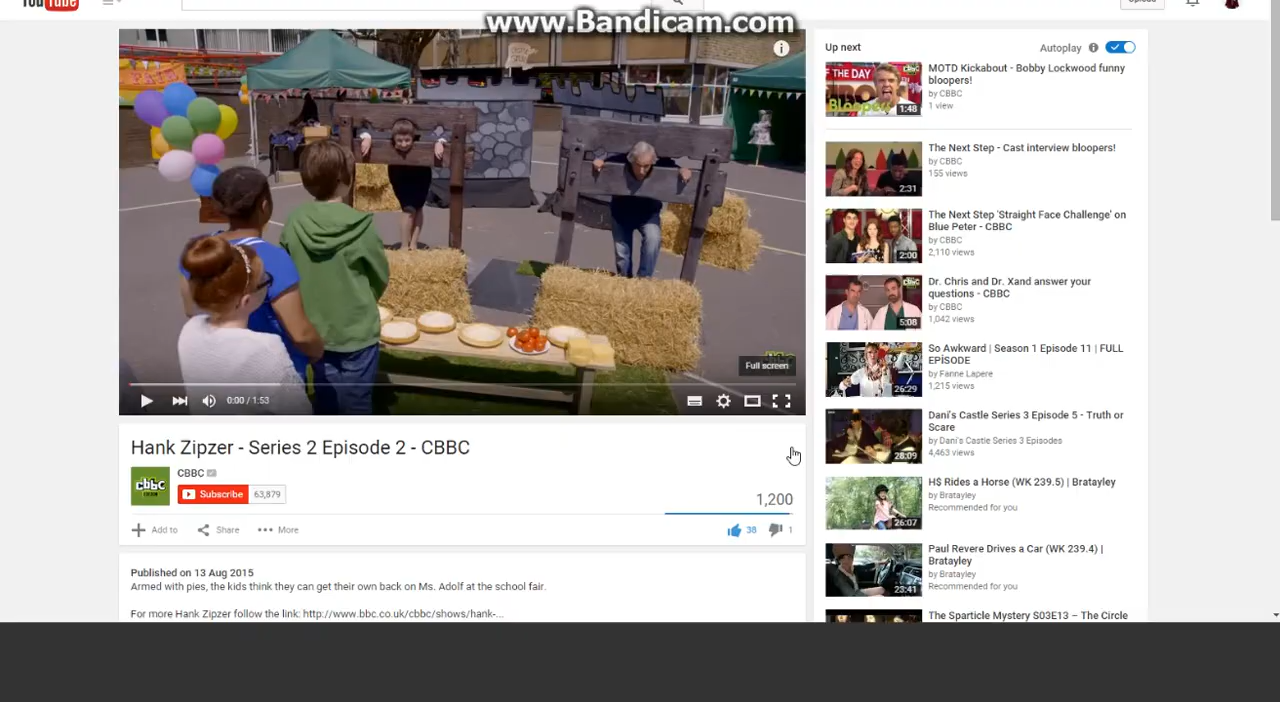 YouTube
www.Bandicam.com
Upload
Full screen
0:00 / 1:53
Hank Zipzer - Series 2 Episode 2 - CBBC
cbbc
CBBC
Subscribe 63,879
1,200
Add to Share More 38 1
Published on 13 Aug 2015
Armed with pies, the kids think they can get their own back on Ms. Adolf at the school fair.
For more Hank Zipzer follow the link: http://www.bbc.co.uk/cbbc/shows/hank-...
Up next Autoplay
MOTD Kickabout - Bobby Lockwood funny
bloopers!
by CBBC
1 view
1:48
The Next Step - Cast interview bloopers!
by CBBC
155 views
2:31
The Next Step 'Straight Face Challenge' on
Blue Peter - CBBC
by CBBC
2,110 views
2:00
Dr. Chris and Dr. Xand answer your
questions - CBBC
by CBBC
1,042 views
5:08
So Awkward | Season 1 Episode 11 | FULL
EPİSODE
by Fanne Lapere
1,215 views
26:29
Dani's Castle Series 3 Episode 5 - Truth or
Scare
by Dani's Castle Series 3 Episodes
4,463 views
28:09
H$ Rides a Horse (WK 239.5) | Bratayley
by Bratayley
Recommended for you
26:07
Paul Revere Drives a Car (WK 239.4) |
Bratayley
by Bratayley
Recommended for you
23:41
The Sparticle Mystery S03E13 – The Circle